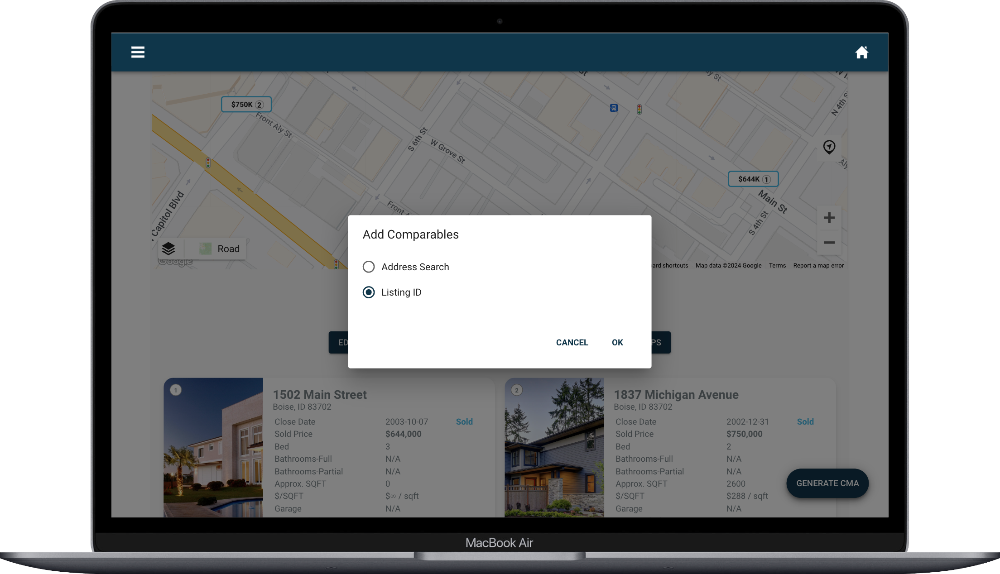 $750K 2
Front Aly St
S 6th St
W Grove St
N 4th S
$644K 1
Main St
S 4th St
Capitol Blvd
Front A
Road
Google
ard shortcuts Map data ©2024 Google Terms Report a map error
Add Comparables
Address Search
Listing ID
CANCEL OK
ED
PS
1
1502 Main Street
Boise, ID 83702
Close Date 2003-10-07 Sold
Sold Price $644,000
Bed 3
Bathrooms-Full N/A
Bathrooms-Partial N/A
Approx. SQFT 0
$/SQFT $∞ / sqft
Garage N/A
2
1837 Michigan Avenue
Boise, ID 83702
Close Date 2002-12-31 Sold
Sold Price $750,000
Bed 2
Bathrooms-Full N/A
Bathrooms-Partial N/A
Approx. SQFT 2600
$/SQFT $288 / sqft
Garage N/A
GENERATE CMA
MacBook Air